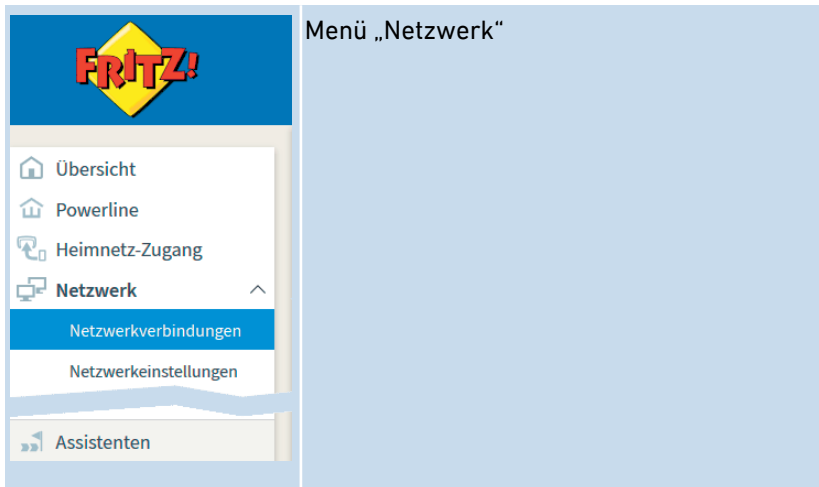 FRITZ!
Menü „Netzwerk“
Übersicht
Powerline
Heimnetz-Zugang
Netzwerk
Netzwerkverbindungen
Netzwerkeinstellungen
Assistenten